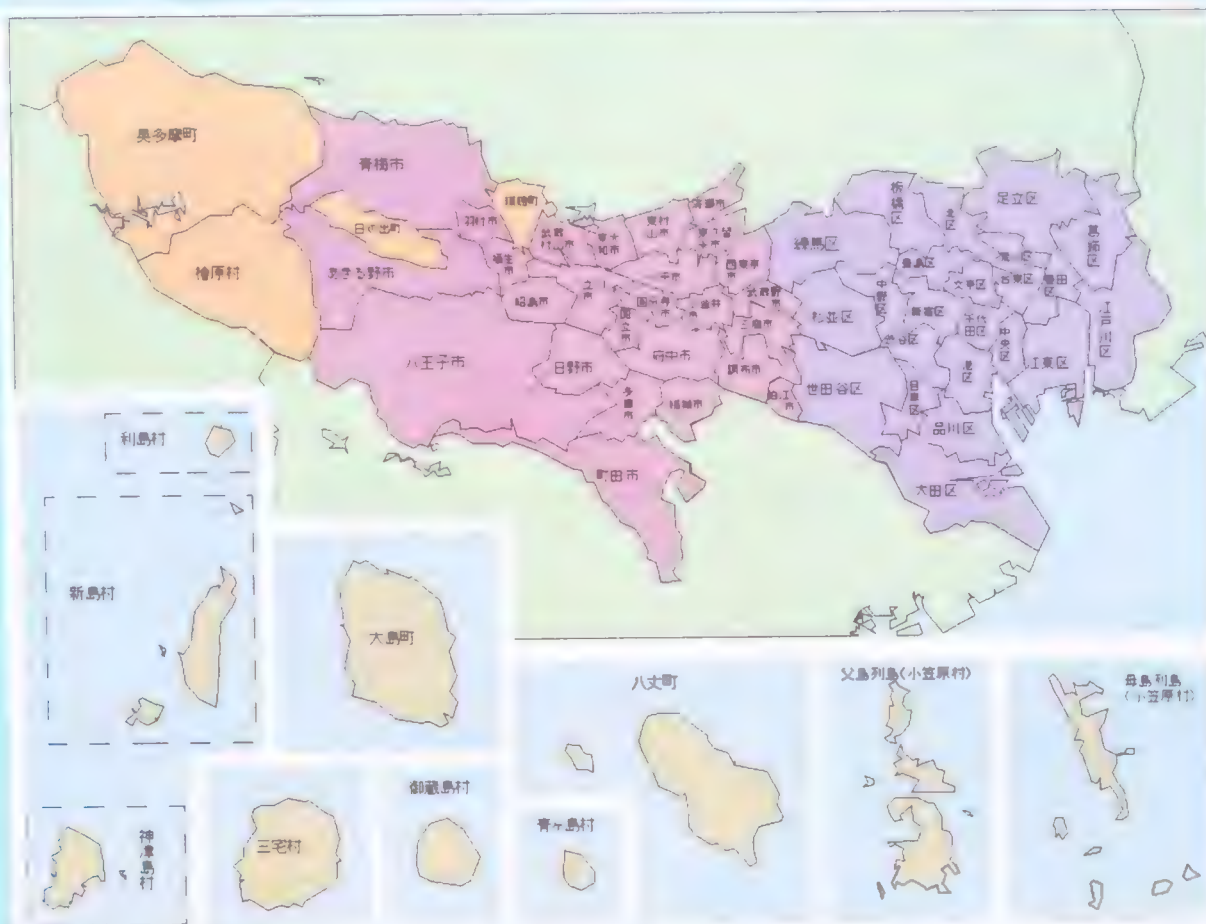 奥多摩町
青梅市
瑞穂町
日の出町
羽村市
檜原村
あきる野市
福生市
昭島市
八王子市
日野市
武蔵
村山市
東大
和市
東村
山市
清瀬市
西東京
市
国分寺
市
国立市
武蔵野
市
三鷹市
府中市
調布市
狛江
市
多摩市
稲城市
町田市
練馬区
板橋区
北区
足立区
葛飾区
豊島区
文京区
台東区
墨田
区
中野区
杉並区
新宿区
千代
田区
中央区
江東区
江戸川区
渋谷区
港区
世田谷区
目黒区
品川区
大田区
利島村
新島村
大島町
神津島村
三宅村
御蔵島村
八丈町
青ヶ島村
父島列島(小笠原村)
母島列島
(小笠原村)